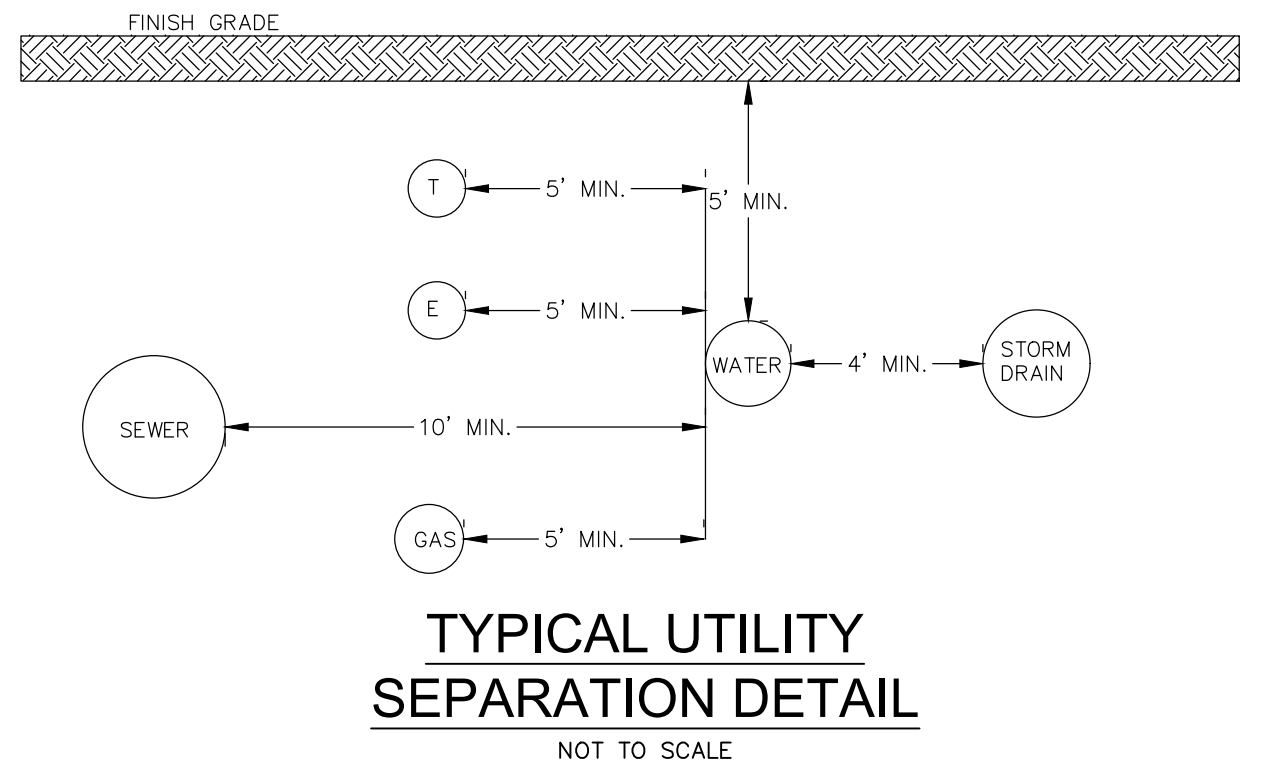 FINISH GRADE
T
5' MIN.
5' MIN.
E
5' MIN.
WATER
4' MIN.
STORM
DRAIN
SEWER
10' MIN.
GAS
5' MIN.
TYPICAL UTILITY
SEPARATION DETAIL
NOT TO SCALE